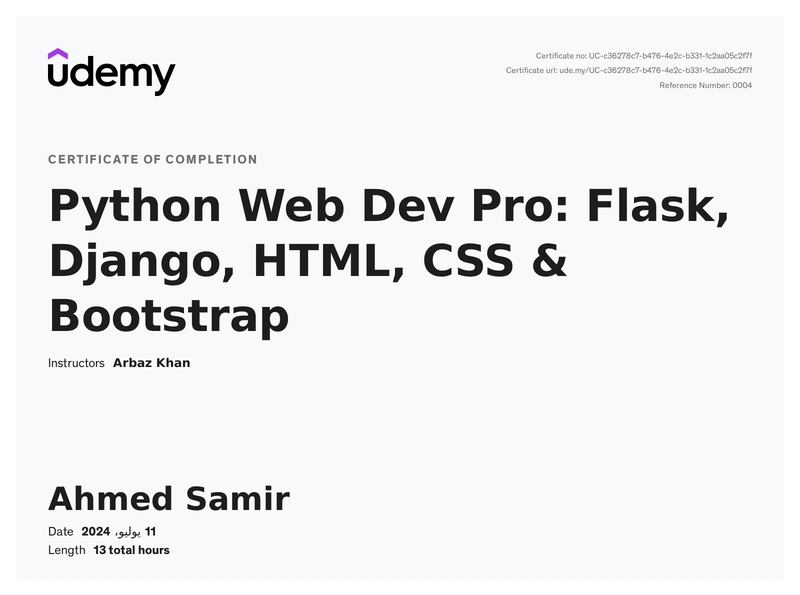 udemy
Certificate no: UC-c36278c7-b476-4e2c-b331-1c2aa05c2f7f
Certificate url: ude.my/UC-c36278c7-b476-4e2c-b331-1c2aa05c2f7f
Reference Number: 0004
CERTIFICATE OF COMPLETION
Python Web Dev Pro: Flask,
Django, HTML, CSS &
Bootstrap
Instructors Arbaz Khan
Ahmed Samir
Date 11 يوليو، 2024
Length 13 total hours